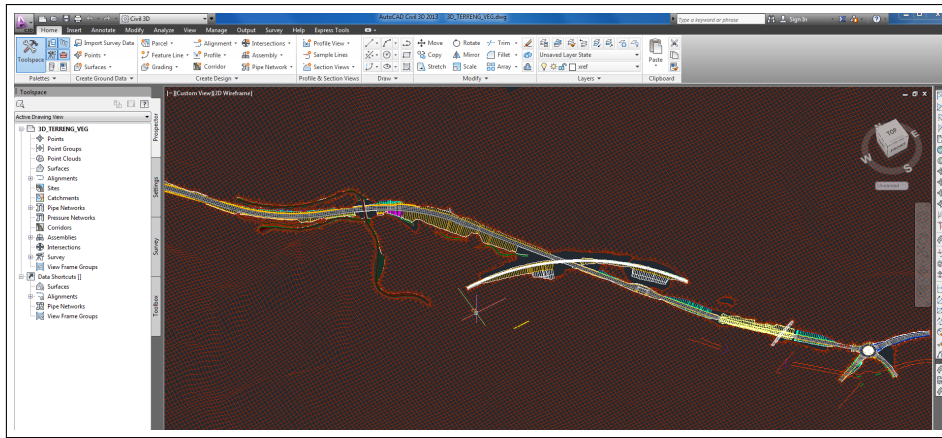 Civil 3D
AutoCAD Civil 3D 2013 3D_TERRENG_VEG.dwg
Type a keyword or phrase
Sign In
Home Insert Annotate Modify Analyze View Manage Output Survey Help Express Tools
Toolspace
Import Survey Data
Points
Surfaces
Parcel
Feature Line
Grading
Alignment
Profile
Corridor
Intersections
Assembly
Pipe Network
Profile View
Sample Lines
Section Views
Move
Copy
Stretch
Rotate
Mirror
Scale
Trim
Fillet
Array
Unsaved Layer State
xref
Paste
Palettes
Create Ground Data
Create Design
Profile & Section Views
Draw
Modify
Layers
Clipboard
Toolspace
Active Drawing View
3D_TERRENG_VEG
Points
Point Groups
Point Clouds
Surfaces
Alignments
Sites
Catchments
Pipe Networks
Pressure Networks
Corridors
Assemblies
Intersections
Survey
View Frame Groups
Data Shortcuts []
Surfaces
Alignments
Pipe Networks
View Frame Groups
Prospector
Settings
Survey
Toolbox
[−][Custom View][2D Wireframe]
TOP
W
S
E
Unnamed